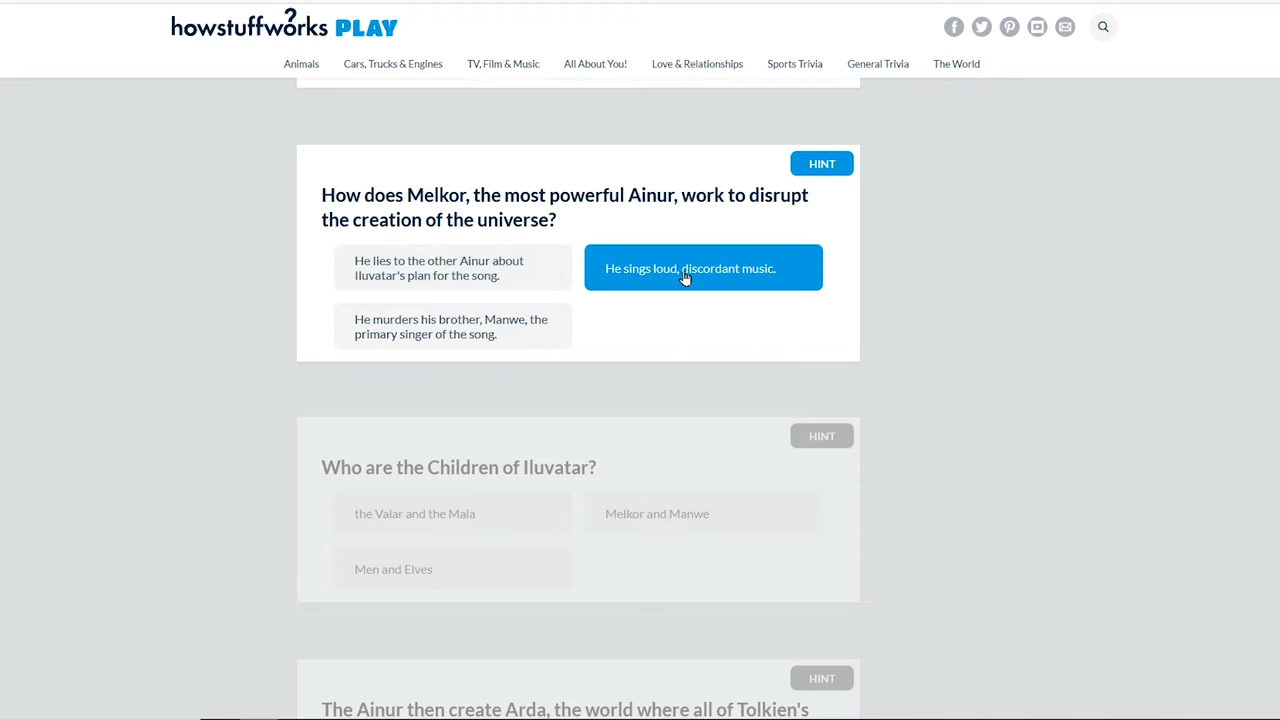 howstuffworks PLAY
Animals Cars, Trucks & Engines TV, Film & Music All About You! Love & Relationships Sports Trivia General Trivia The World
HINT
How does Melkor, the most powerful Ainur, work to disrupt
the creation of the universe?
He lies to the other Ainur about
Iluvatar's plan for the song.
He sings loud, discordant music.
He murders his brother, Manwe, the
primary singer of the song.
HINT
Who are the Children of Iluvatar?
the Valar and the Maia
Melkor and Manwe
Men and Elves
HINT
The Ainur then create Arda, the world where all of Tolkien's